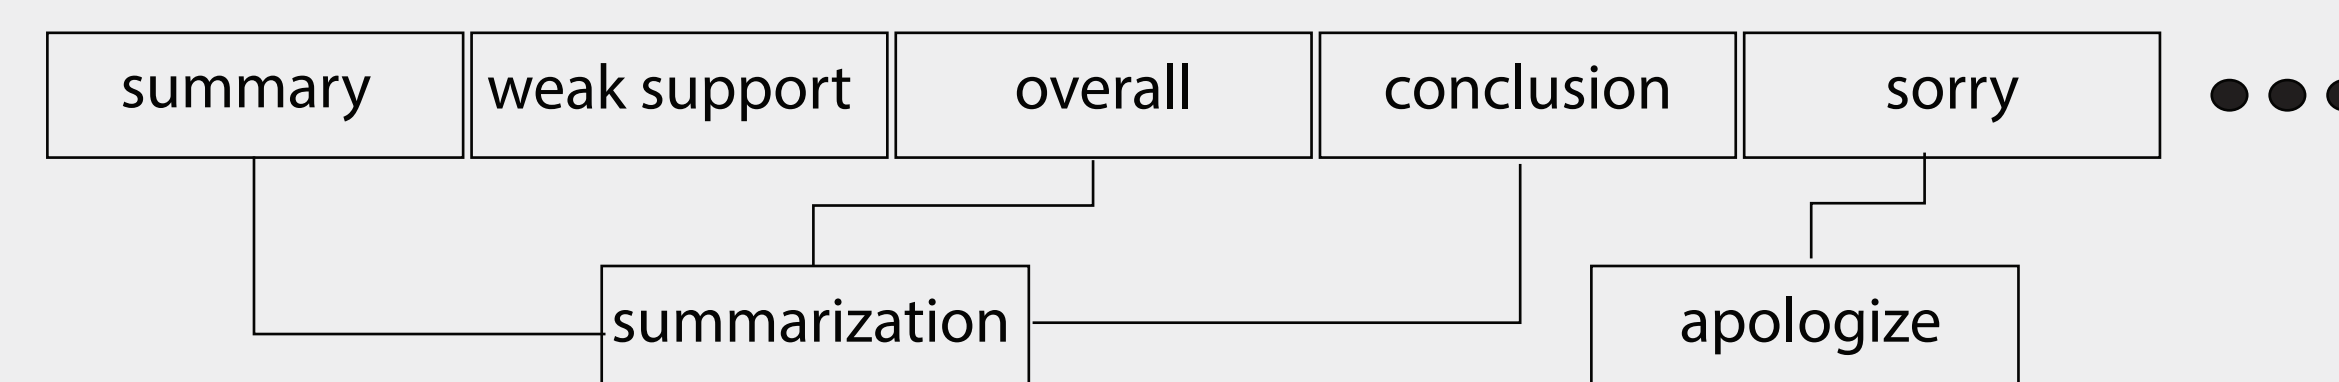 summary weak support overall conclusion sorry
summarization apologize